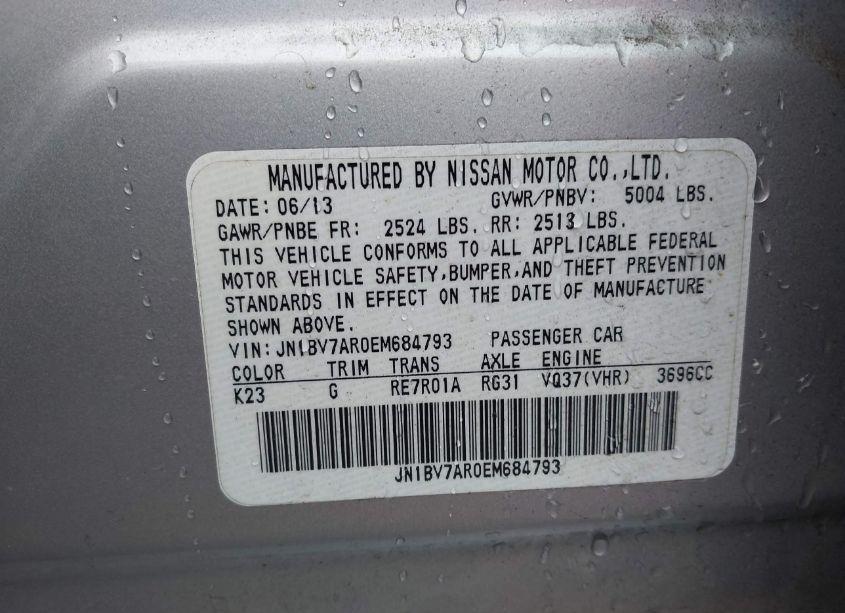 MANUFACTURED BY NISSAN MOTOR CO.,LTD.
DATE: 06/13 GVWR/PNBV: 5004 LBS.
GAWR/PNBE FR: 2524 LBS. RR: 2513 LBS.
THIS VEHICLE CONFORMS TO ALL APPLICABLE FEDERAL
MOTOR VEHICLE SAFETY,BUMPER,AND THEFT PREVENTION
STANDARDS IN EFFECT ON THE DATE OF MANUFACTURE
SHOWN ABOVE.
VIN: JN1BV7AR0EM684793 PASSENGER CAR
COLOR TRIM TRANS AXLE ENGINE
K23 G RE7R01A RG31 VQ37(VHR) 3696CC
JN1BV7AR0EM684793